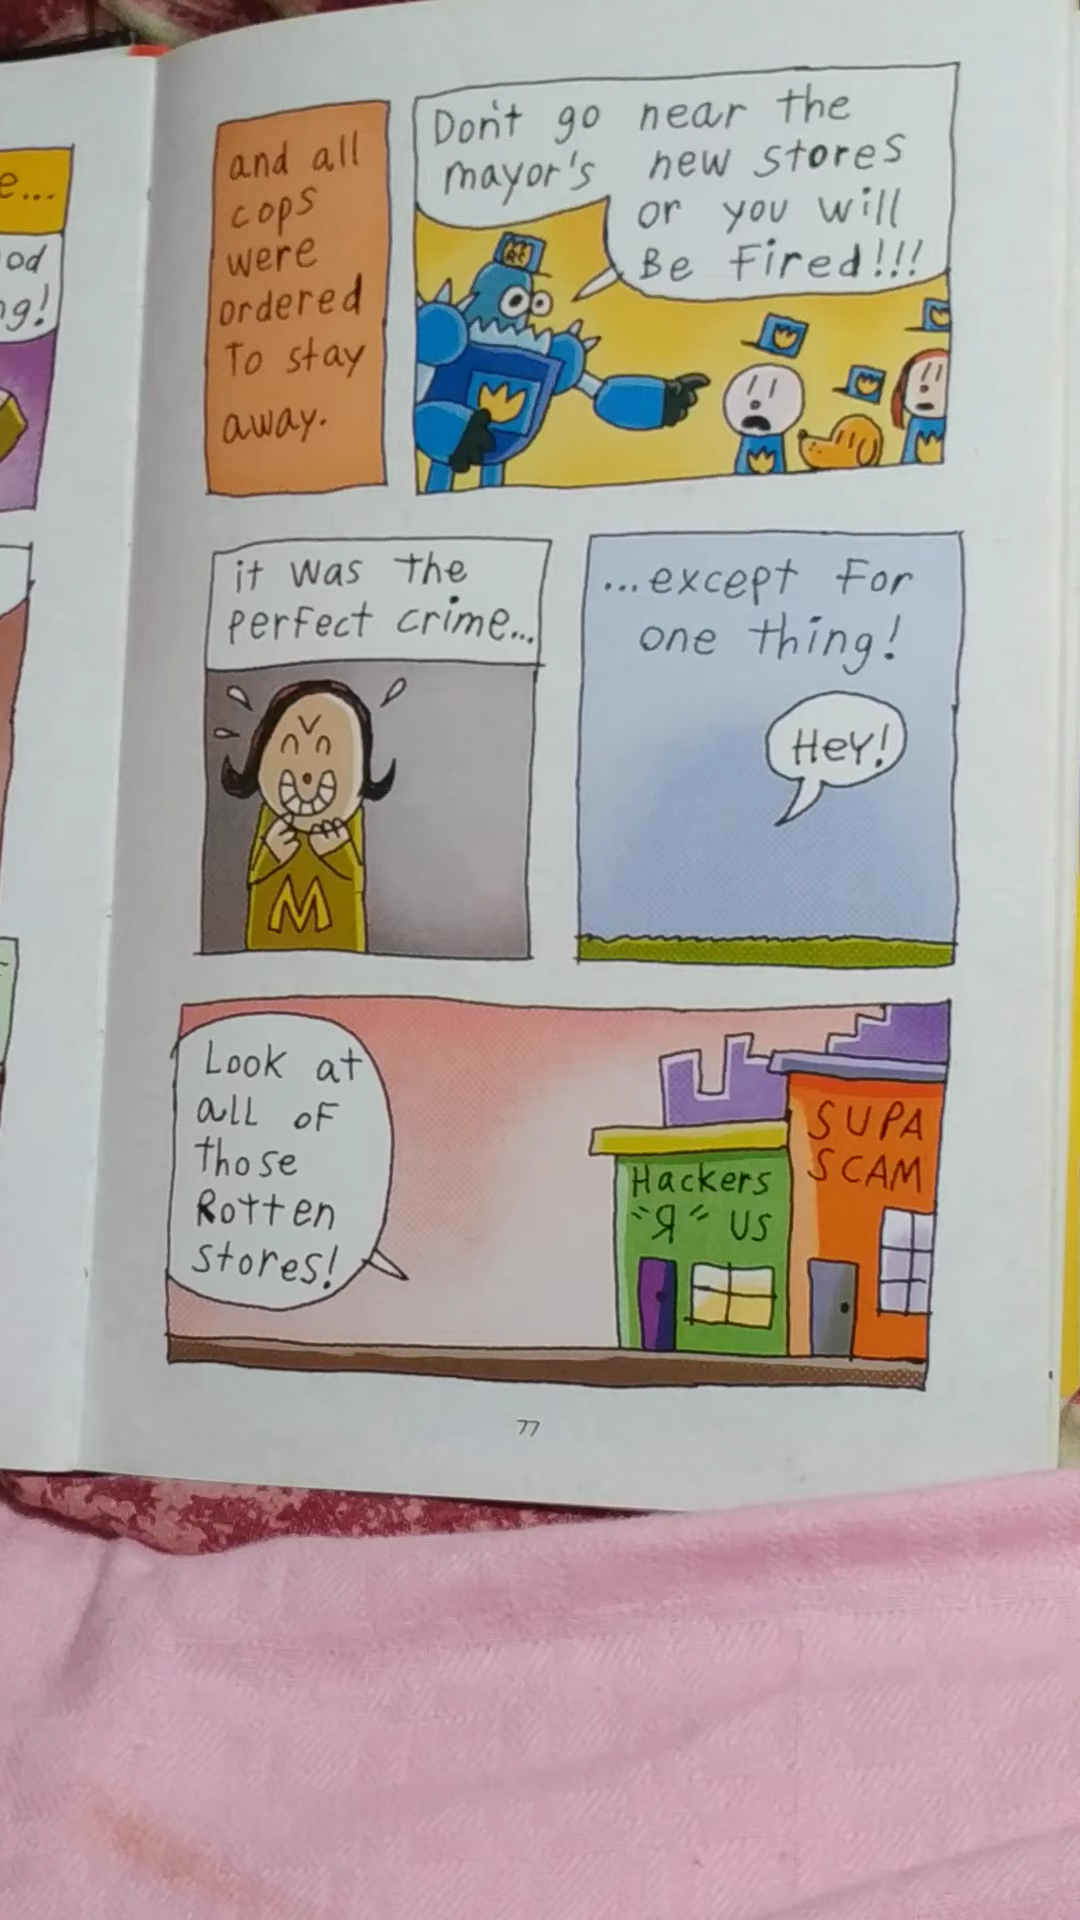 e...
od
g!
and all
cops
were
ordered
To stay
away.
Don't go near the
mayor's new stores
or you will
Be Fired!!!
it was the
perfect crime...
...except For
one thing!
HeY!
M
Look at
all oF
those
Rotten
stores!
Hackers
"Я" US
SUPA
SCAM
77